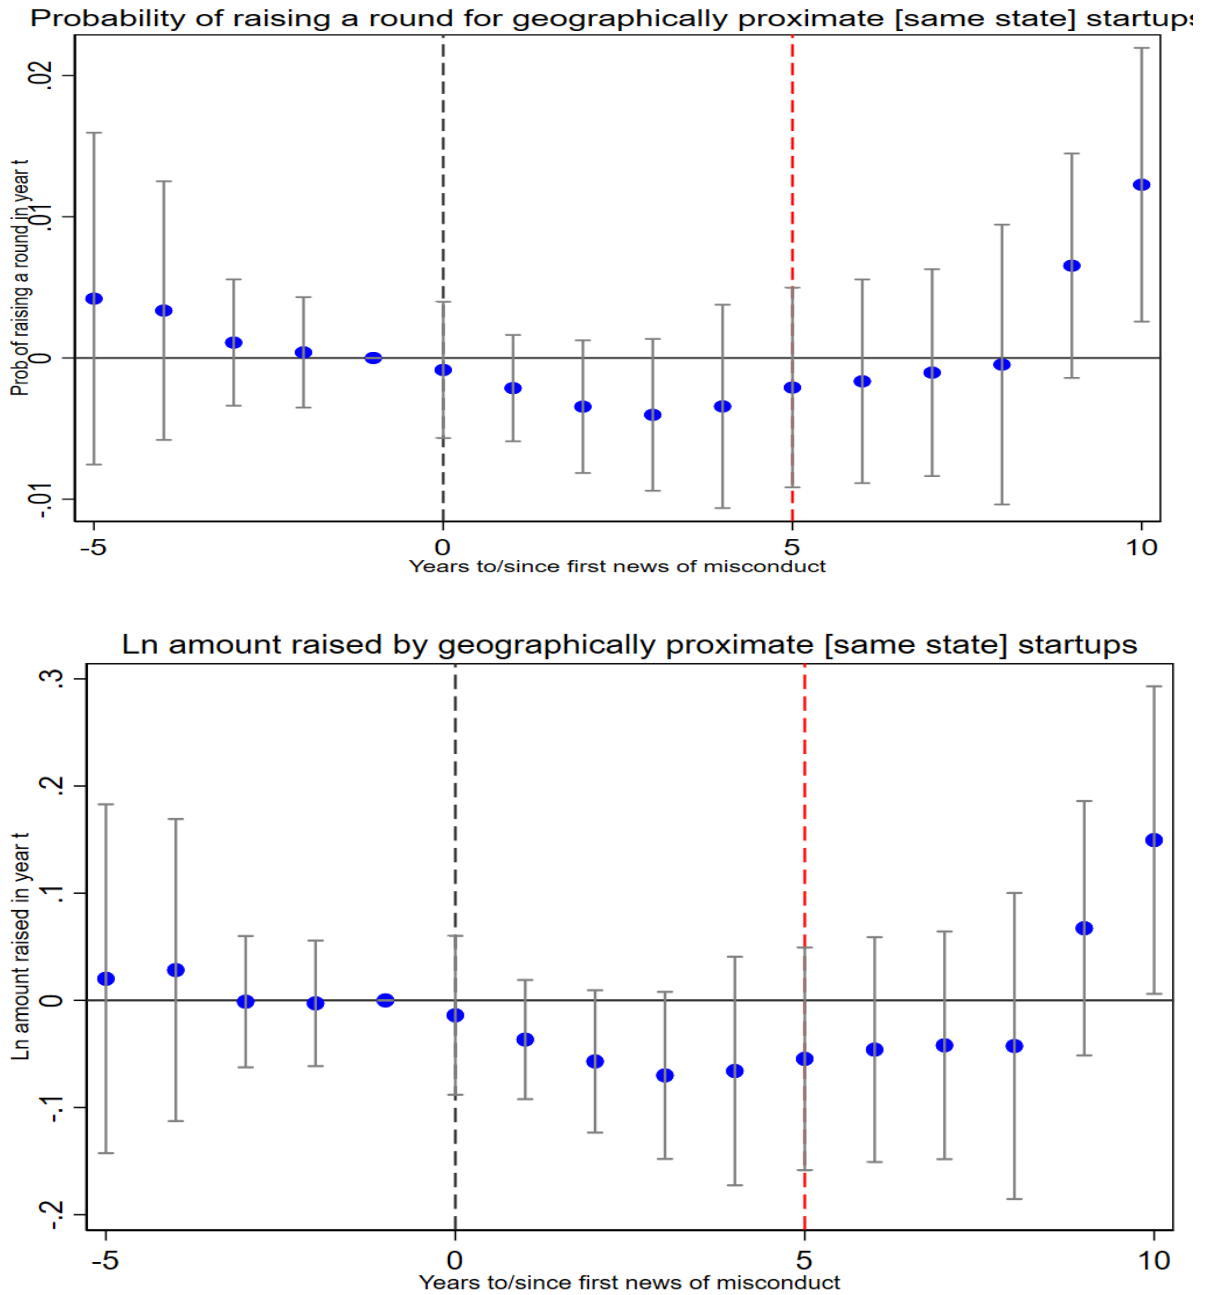 Probability of raising a round for geographically proximate [same state] startups
Prob of raising a round in year t
.02
.01
0
-.01
-5 0 5 10
Years to/since first news of misconduct
Ln amount raised by geographically proximate [same state] startups
Ln amount raised in year t
.3
.2
.1
0
-.1
-.2
-5 0 5 10
Years to/since first news of misconduct